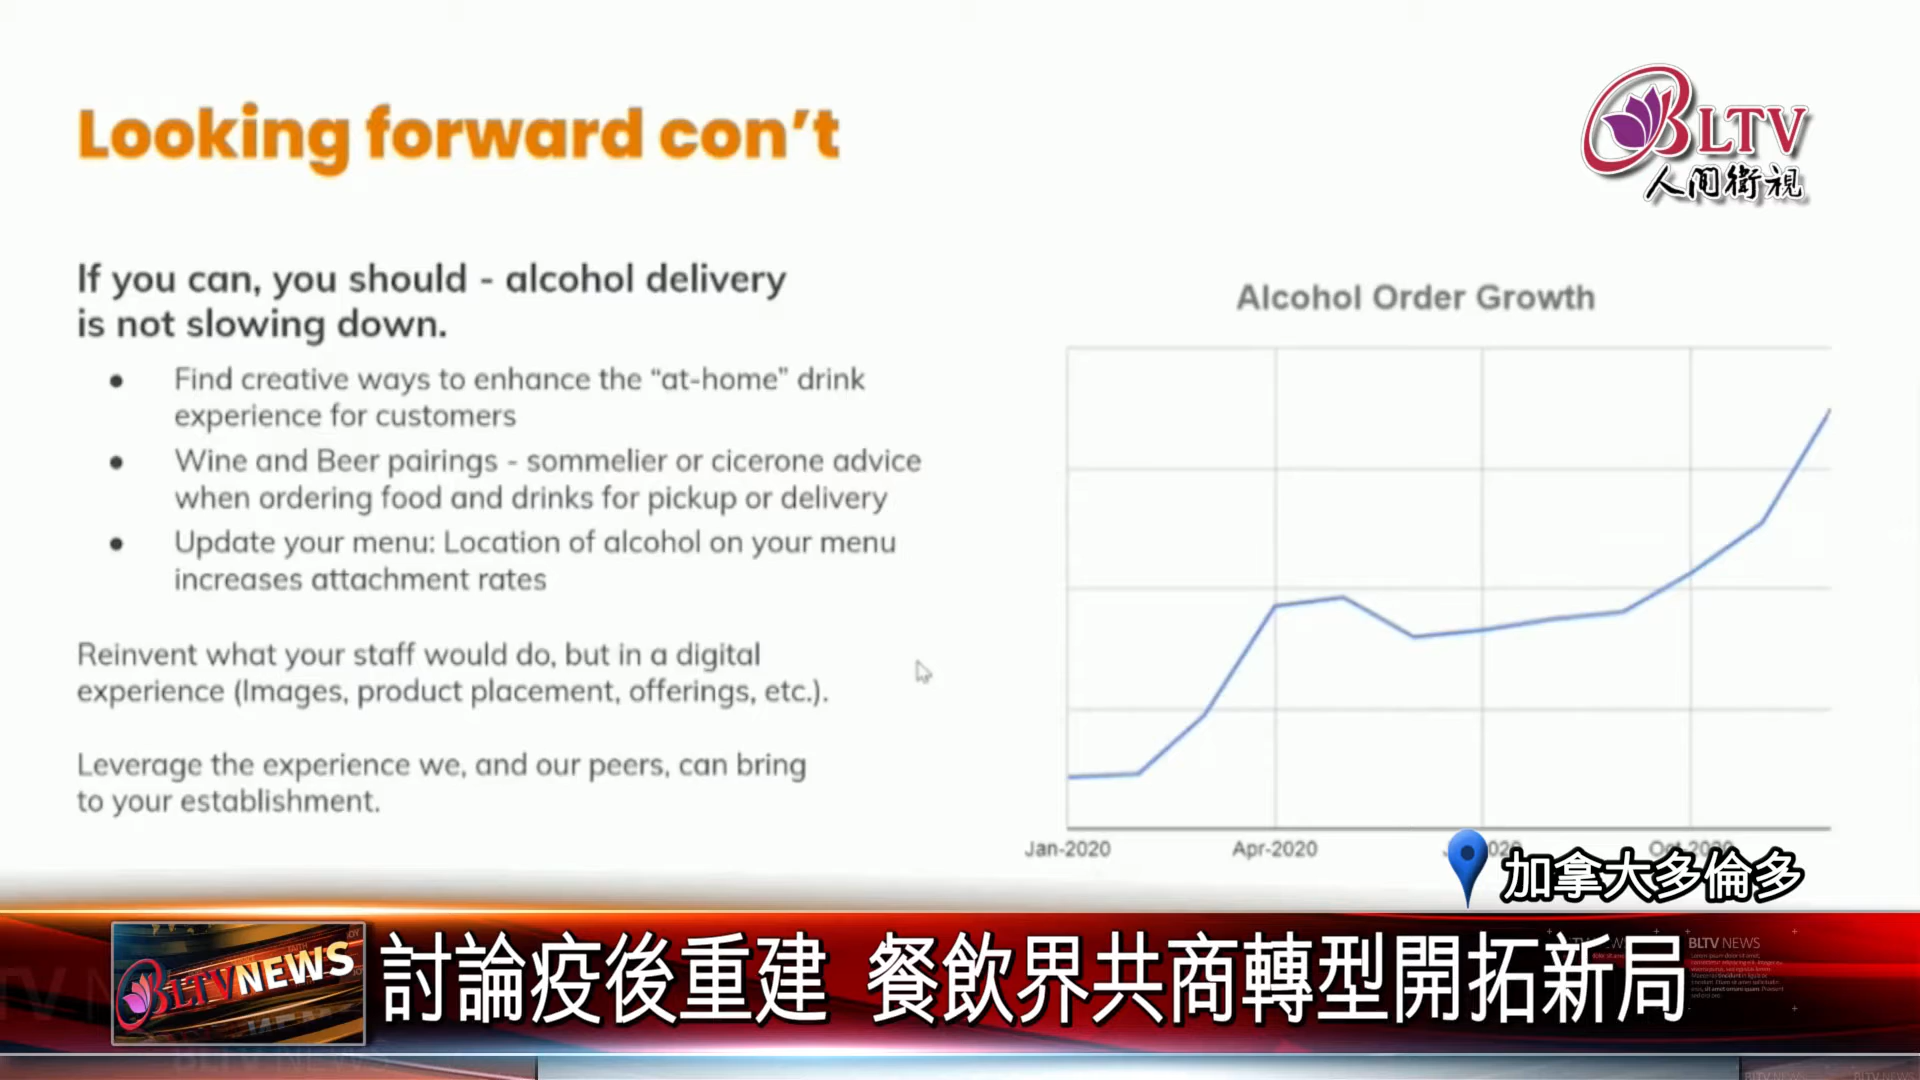 Looking forward con't
BLTV
人間衛視
If you can, you should - alcohol delivery
is not slowing down.
● Find creative ways to enhance the “at-home” drink
experience for customers
● Wine and Beer pairings - sommelier or cicerone advice
when ordering food and drinks for pickup or delivery
● Update your menu: Location of alcohol on your menu
increases attachment rates
Reinvent what your staff would do, but in a digital
experience (Images, product placement, offerings, etc.).
Leverage the experience we, and our peers, can bring
to your establishment.
Alcohol Order Growth
Jan-2020 Apr-2020 Oct-2020
加拿大多倫多
BLTVNEWS
討論疫後重建 餐飲界共商轉型開拓新局
BLTV NEWS